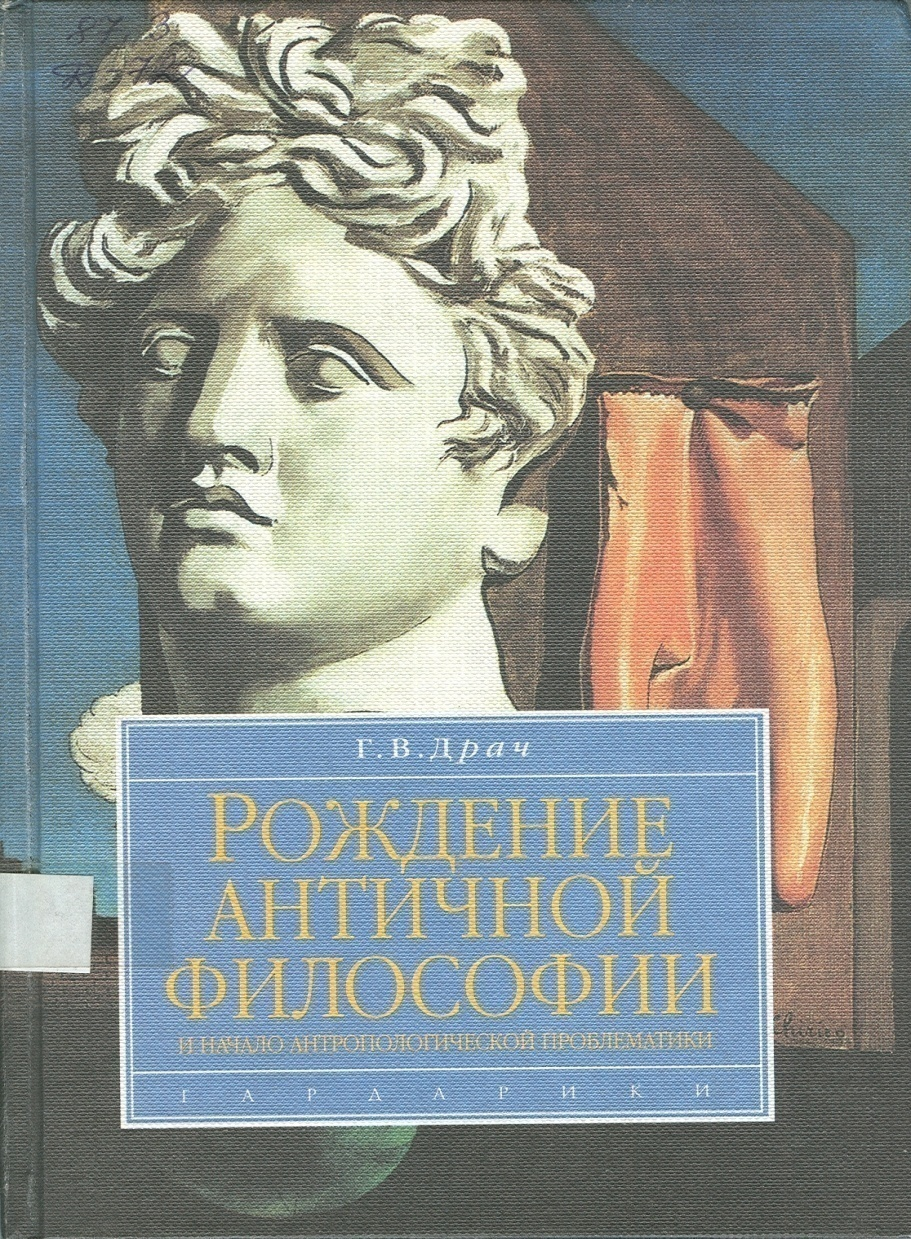 Г.В.Драч
РОЖДЕНИЕ
АНТИЧНОЙ
ФИЛОСОФИИ
И НАЧАЛО АНТРОПОЛОГИЧЕСКОЙ ПРОБЛЕМАТИКИ
ГАРДАРИКИ